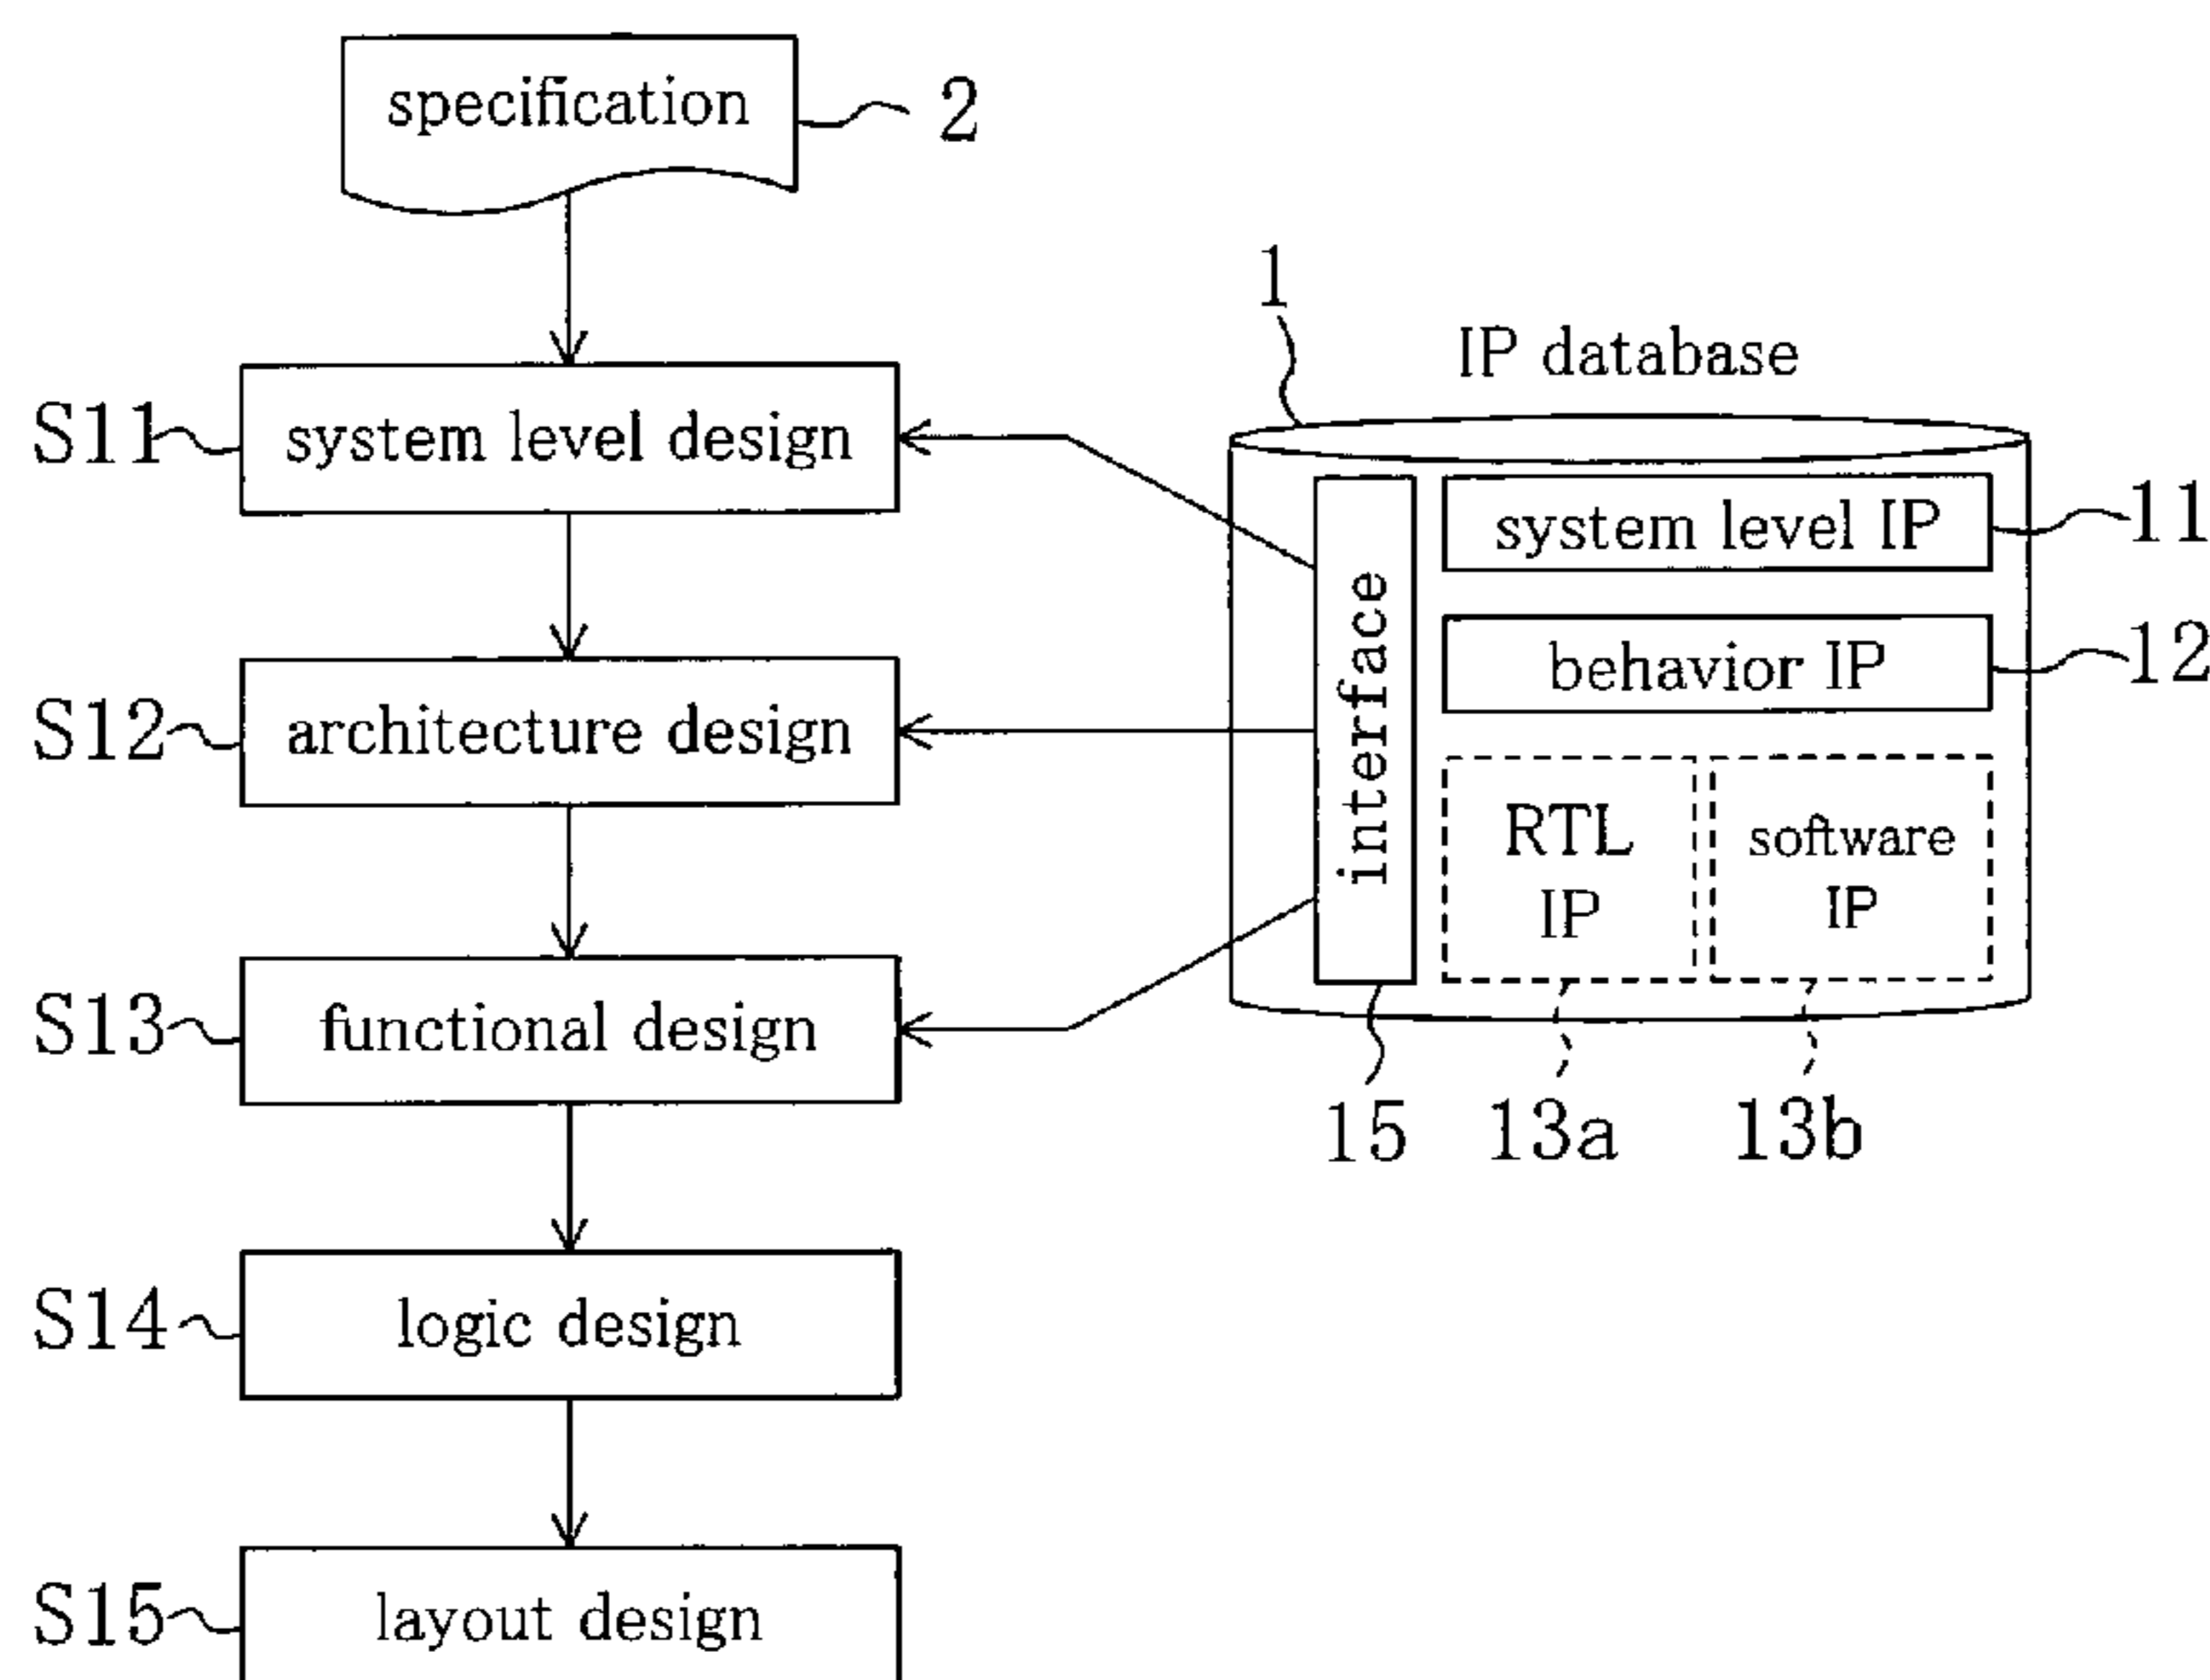 specification
2
1
IP database
S11
system level design
system level IP
11
behavior IP
12
S12
architecture design
interface
RTL
IP
software
IP
S13
functional design
15
13a
13b
S14
logic design
S15
layout design